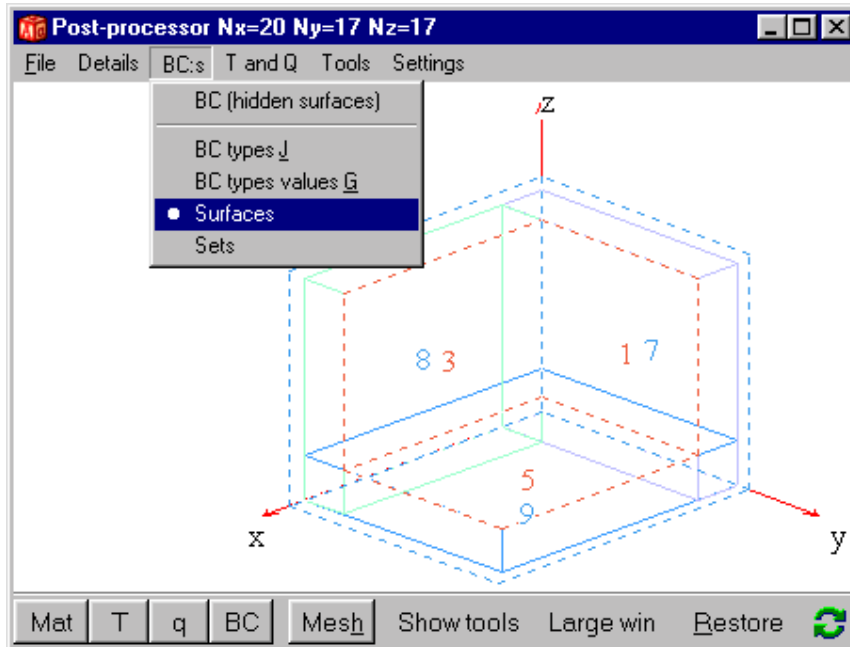 Post-processor Nx=20 Ny=17 Nz=17
File Details BC:s T and Q Tools Settings
BC (hidden surfaces)
BC types J
BC types values G
Surfaces
Sets
z
8 3 1 7
5
9
x y
Mat T q BC Mesh Show tools Large win Restore